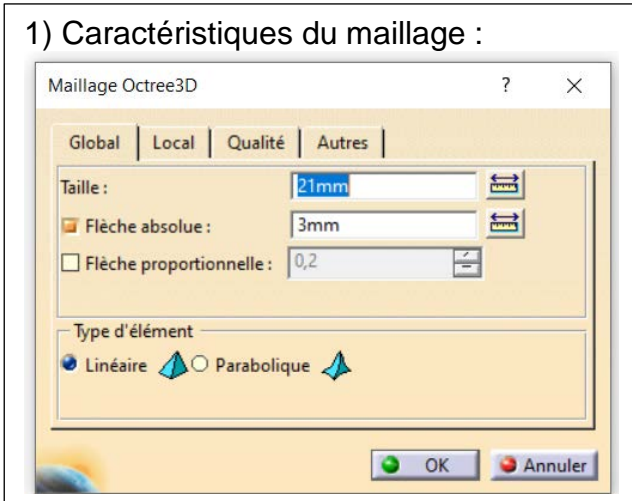 1) Caractéristiques du maillage :
Maillage Octree3D ? ×
Global Local Qualité Autres
Taille : 21mm
Flèche absolue : 3mm
Flèche proportionnelle : 0,2
Type d'élément
Linéaire Parabolique
OK Annuler